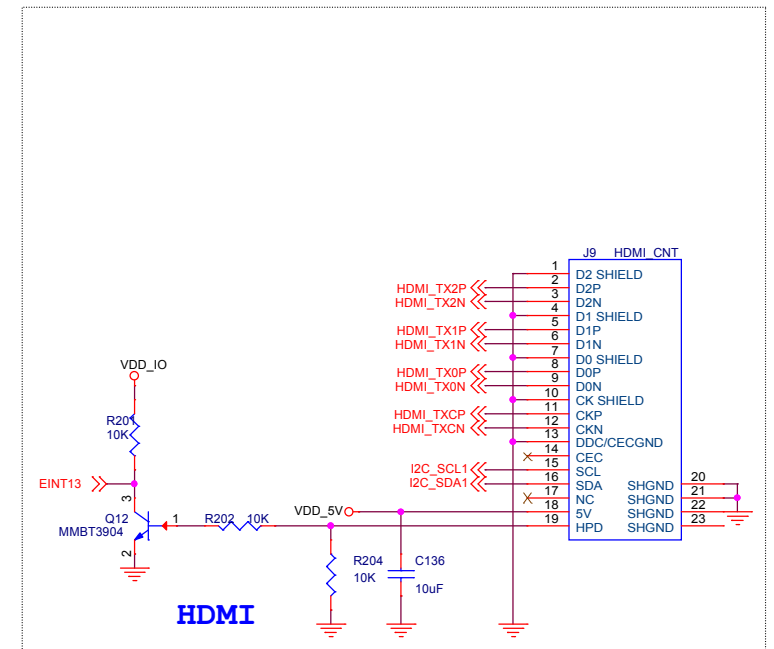 J9 HDMI_CNT
1 D2 SHIELD
HDMI_TX2P 2 D2P
HDMI_TX2N 3 D2N
4 D1 SHIELD
HDMI_TX1P 5 D1P
HDMI_TX1N 6 D1N
7 D0 SHIELD
HDMI_TX0P 8 D0P
HDMI_TX0N 9 D0N
10 CK SHIELD
HDMI_TXCP 11 CKP
HDMI_TXCN 12 CKN
13 DDC/CECGND
14 CEC
I2C_SCL1 15 SCL
I2C_SDA1 16 SDA SHGND 20
17 NC SHGND 21
VDD_5V 18 5V SHGND 22
19 HPD SHGND 23
VDD_IO
R201
10K
EINT13
3
Q12
MMBT3904
1
2
R202 10K
R204
10K
C136
10uF
HDMI